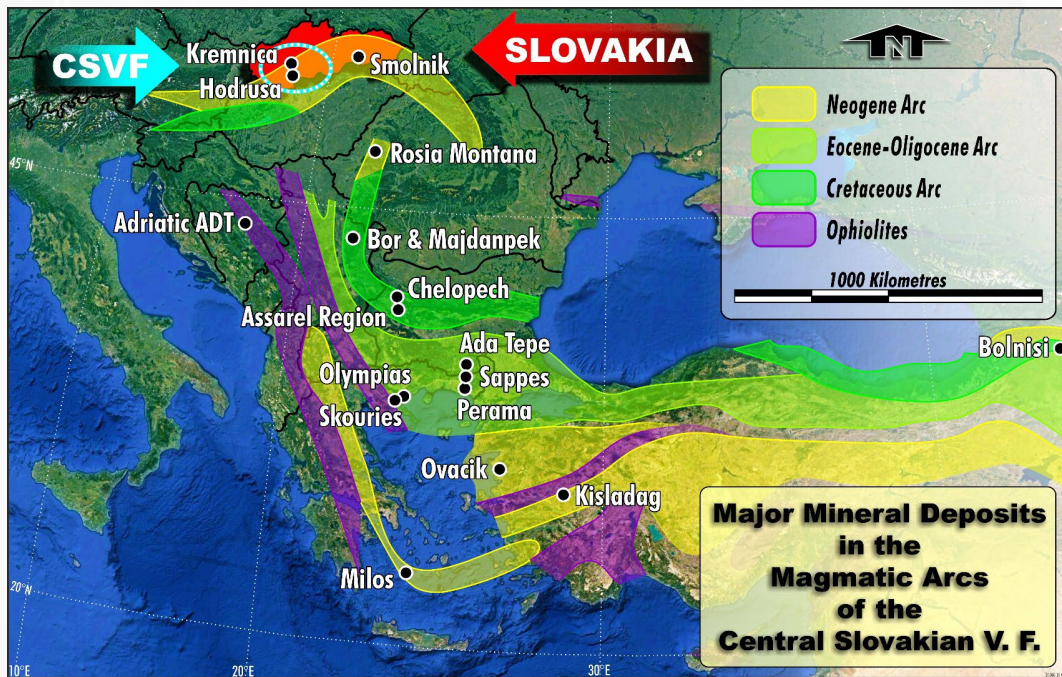 CSVF
Kremnica
Hodrusa
Smolnik
SLOVAKIA
N
Neogene Arc
Eocene-Oligocene Arc
Cretaceous Arc
Ophiolites
1000 Kilometres
45°N
Rosia Montana
Adriatic ADT
Bor & Majdanpek
Chelopech
Assarel Region
Ada Tepe
Sappes
Perama
Olympias
Skouries
Bolnisi
Ovacik
Kisladag
Milos
20°N
10°E
20°E
30°E
Major Mineral Deposits
in the
Magmatic Arcs
of the
Central Slovakian V. F.